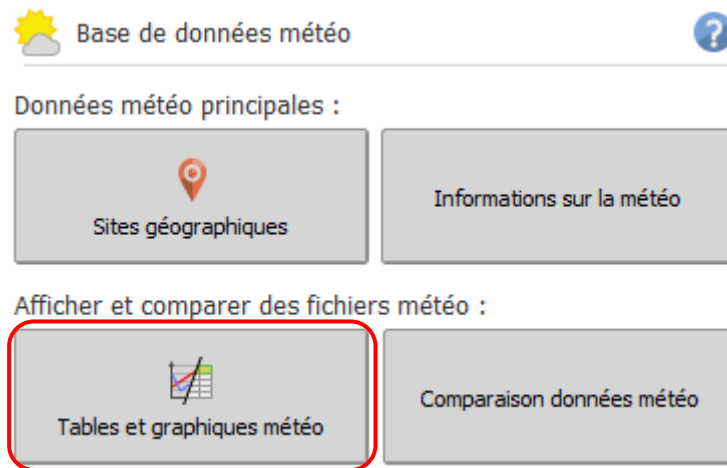 Base de données météo
?
Données météo principales :
Sites géographiques
Informations sur la météo
Afficher et comparer des fichiers météo :
Tables et graphiques météo
Comparaison données météo